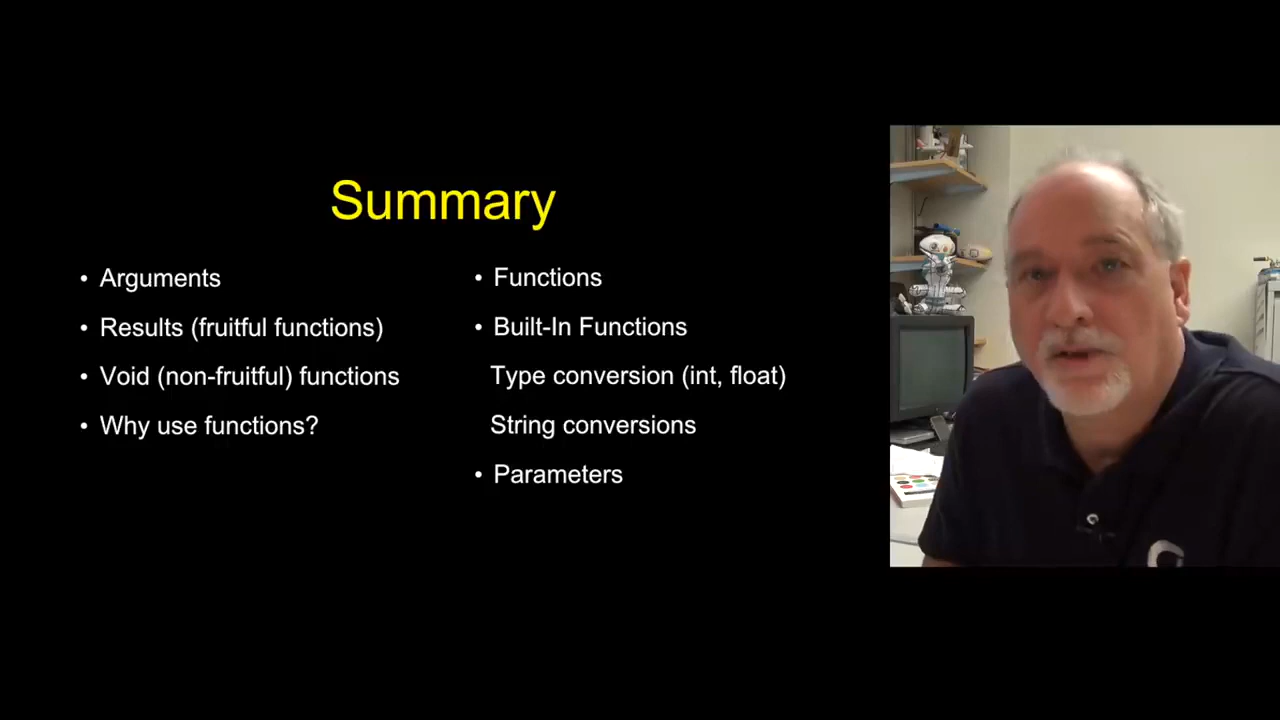 Summary
• Arguments
• Results (fruitful functions)
• Void (non-fruitful) functions
• Why use functions?
• Functions
• Built-In Functions
Type conversion (int, float)
String conversions
• Parameters